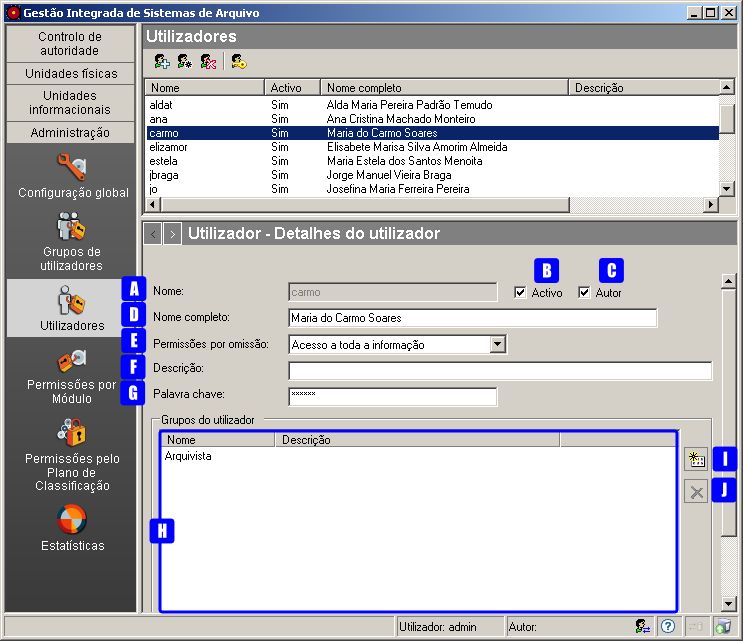 Gestão Integrada de Sistemas de Arquivo
Controlo de
autoridade
Unidades físicas
Unidades
informacionais
Administração
Configuração global
Grupos de
utilizadores
Utilizadores
Permissões por
Módulo
Permissões pelo
Plano de
Classificação
Estatísticas
Utilizadores
Nome Activo Nome completo Descrição
aldat Sim Alda Maria Pereira Padrão Temudo
ana Sim Ana Cristina Machado Monteiro
carmo Sim Maria do Carmo Soares
elizamor Sim Elisabete Marisa Silva Amorim Almeida
estela Sim Maria Estela dos Santos Menoita
jbraga Sim Jorge Manuel Vieira Braga
jo Sim Josefina Maria Ferreira Pereira
< > Utilizador - Detalhes do utilizador
B C
A Nome: carmo Activo Autor
D Nome completo: Maria do Carmo Soares
E Permissões por omissão: Acesso a toda a informação
F Descrição:
G Palavra chave: ******
Grupos do utilizador
Nome Descrição
Arquivista
I
J
H
Utilizador: admin Autor: ?